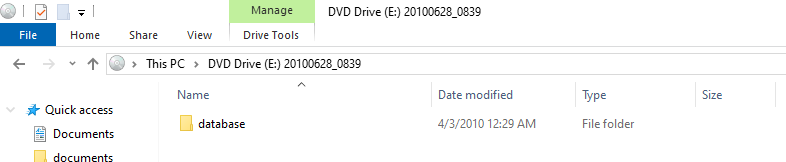 Manage DVD Drive (E:) 20100628_0839
File Home Share View Drive Tools
This PC > DVD Drive (E:) 20100628_0839
Name Date modified Type Size
Quick access
database 4/3/2010 12:29 AM File folder
Documents
documents